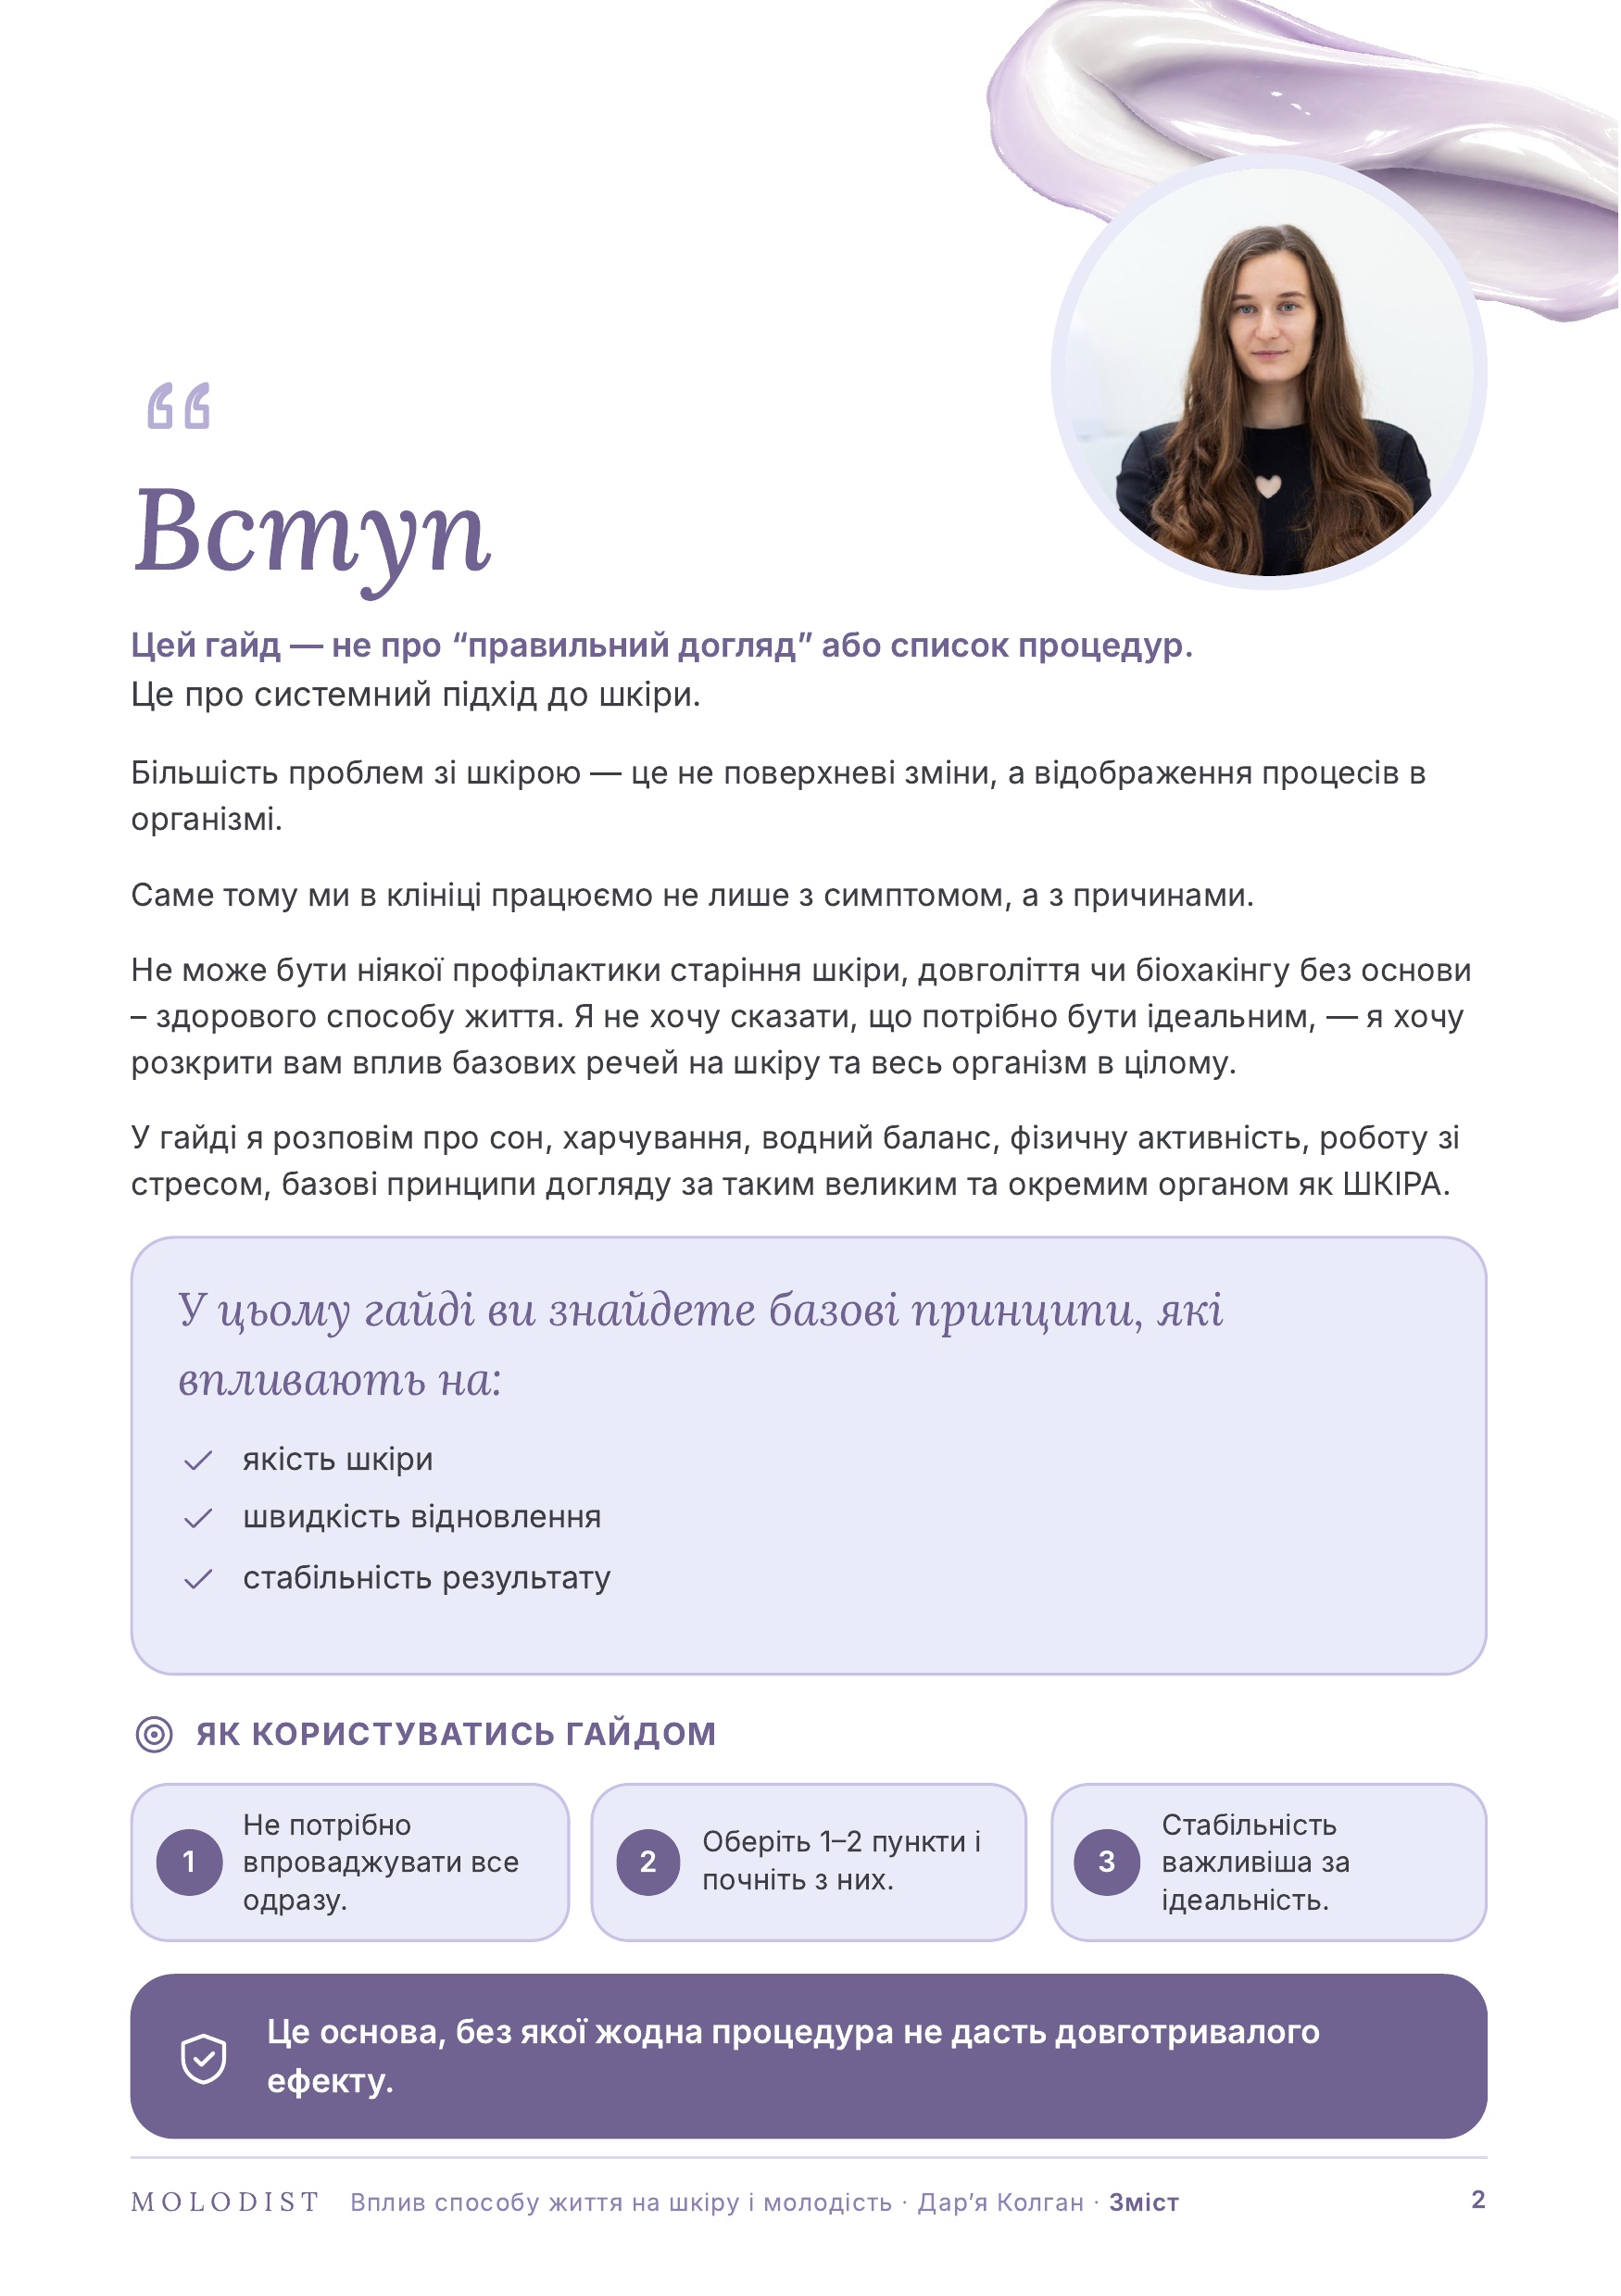 Вступ
Цей гайд — не про “правильний догляд” або список процедур.
Це про системний підхід до шкіри.
Більшість проблем зі шкірою — це не поверхневі зміни, а відображення процесів в
організмі.
Саме тому ми в клініці працюємо не лише з симптомом, а з причинами.
Не може бути ніякої профілактики старіння шкіри, довголіття чи біохакінгу без основи
– здорового способу життя. Я не хочу сказати, що потрібно бути ідеальним, — я хочу
розкрити вам вплив базових речей на шкіру та весь організм в цілому.
У гайді я розповім про сон, харчування, водний баланс, фізичну активність, роботу зі
стресом, базові принципи догляду за таким великим та окремим органом як ШКІРА.
У цьому гайді ви знайдете базові принципи, які
впливають на:
якість шкіри
швидкість відновлення
стабільність результату
ЯК КОРИСТУВАТИСЬ ГАЙДОМ
1
Не потрібно
впроваджувати все
одразу.
2
Оберіть 1–2 пункти і
почніть з них.
3
Стабільність
важливіша за
ідеальність.
Це основа, без якої жодна процедура не дасть довготривалого
ефекту.
MOLODIST Вплив способу життя на шкіру і молодість · Дар’я Колган · Зміст 2